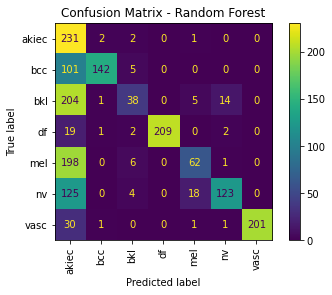 Confusion Matrix - Random Forest
akiec 231 2 2 0 1 0 0
bcc 101 142 5 0 0 0 0
bkl 204 1 38 0 5 14 0
df 19 1 2 209 0 2 0
mel 198 0 6 0 62 1 0
nv 125 0 4 0 18 123 0
vasc 30 1 0 0 1 1 201
akiec bcc bkl df mel nv vasc
Predicted label
True label
200
150
100
50
0